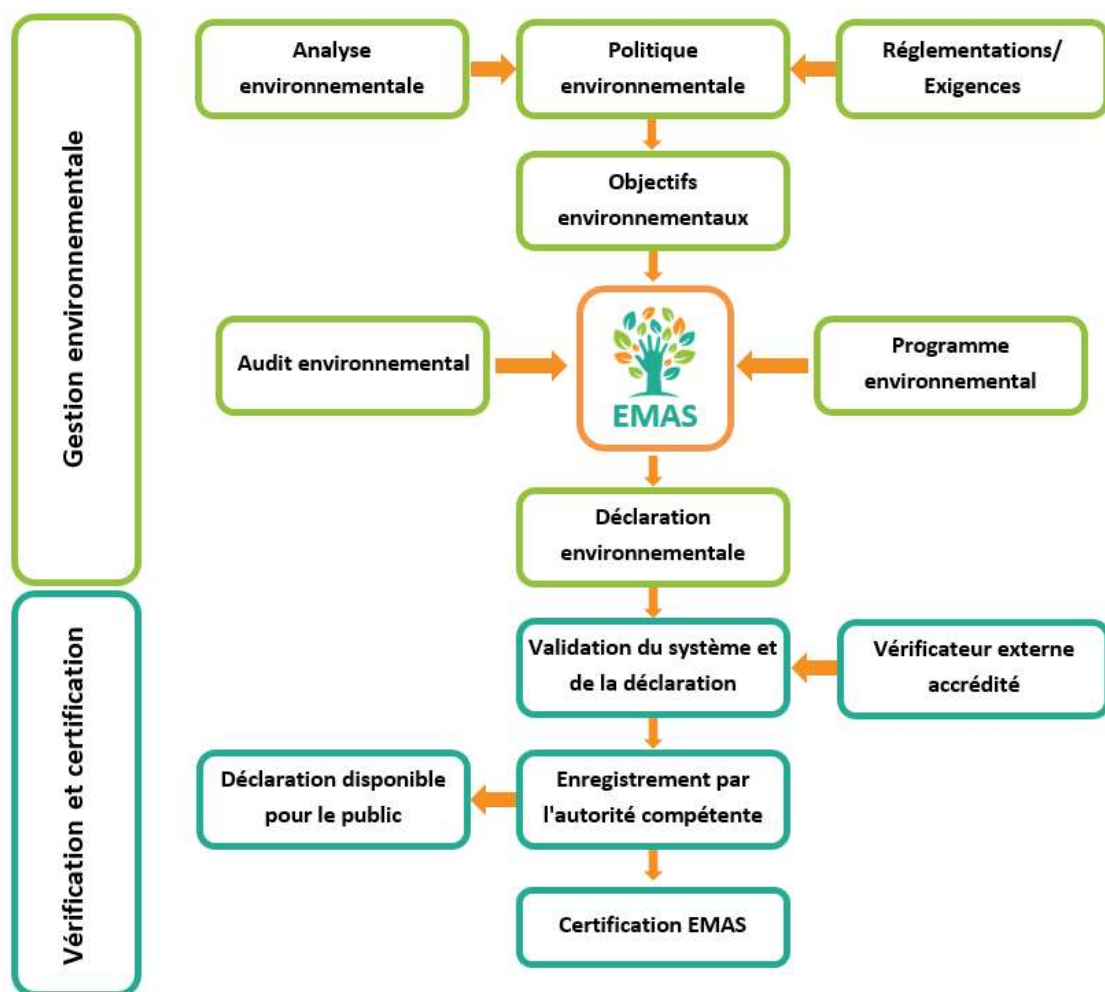 Gestion environnementale
Analyse
environnementale
Politique
environnementale
Réglementations/
Exigences
Objectifs
environnementaux
Audit environnemental
EMAS
Programme
environnemental
Déclaration
environnementale
Vérification et certification
Validation du système et
de la déclaration
Vérificateur externe
accrédité
Déclaration disponible
pour le public
Enregistrement par
l'autorité compétente
Certification EMAS